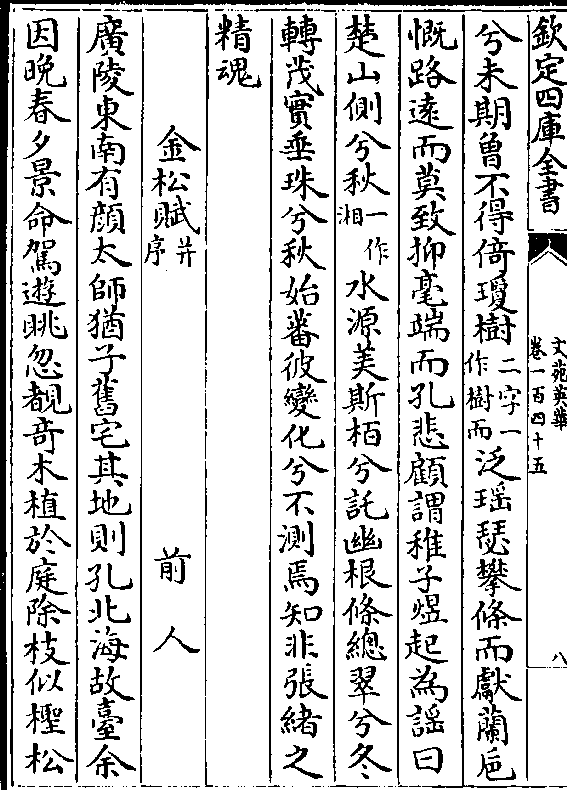 欽定四庫全書
文苑英華
卷一百四十五
八
兮未期曾不得倚瓊樹二字一作樹而泛瑶瑟攀條而獻蘭巵
慨路逺而莫致抑毫端而孔悲顧謂稚子煜起為謡曰
楚山側兮秋一作湘水源美斯栢兮託幽根條總翠兮冬
轉茂實垂珠兮秋始蕃彼變化兮不測焉知非張緒之
精魂
金松賦并序 前人
廣陵東南有顔太師猶子舊宅其地則孔北海故臺余
因晚春夕景命駕遊眺忽覩竒木植於庭除枝似檉松